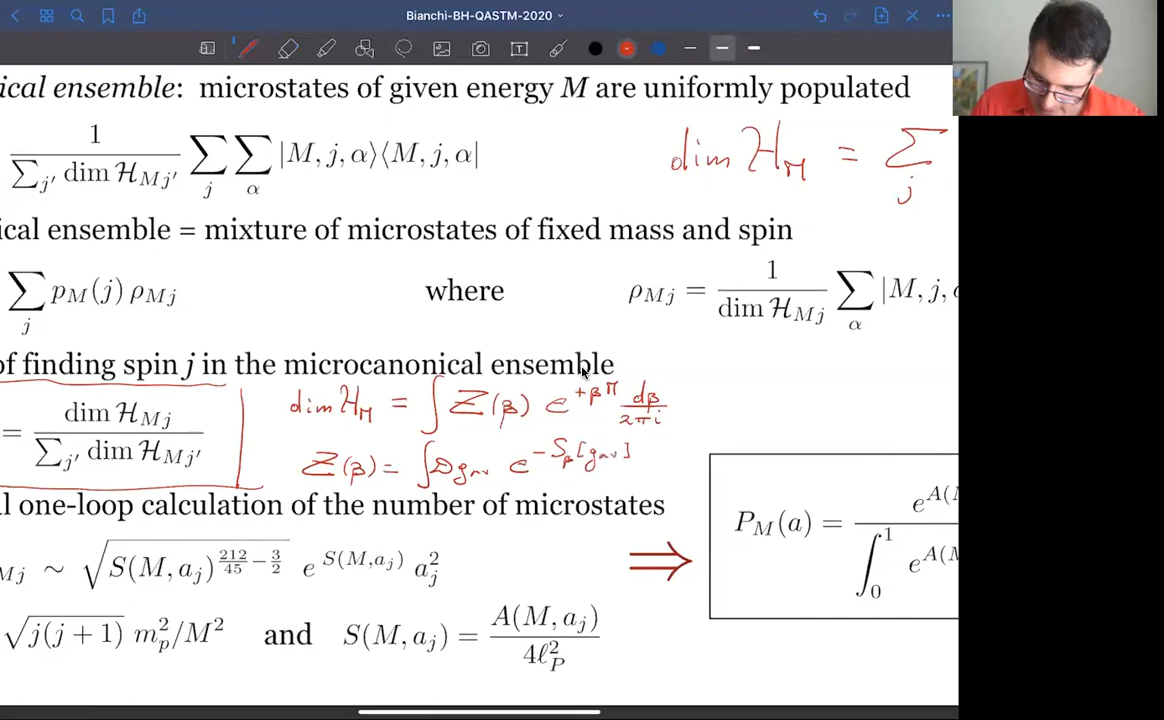 Bianchi-BH-QASTM-2020
ical ensemble: microstates of given energy M are uniformly populated
1 / ∑_{j'} dim ℋ_{Mj'} ∑_j ∑_α |M, j, α⟩⟨M, j, α|
dim ℋ_M = ∑_j
ical ensemble = mixture of microstates of fixed mass and spin
∑_j p_M(j) ρ_{Mj} where ρ_{Mj} = 1 / dim ℋ_{Mj} ∑_α |M, j,
of finding spin j in the microcanonical ensemble
= dim ℋ_{Mj} / ∑_{j'} dim ℋ_{Mj'}
dim ℋ_M = ∫ Z(β) e^{+βM} dβ / 2πi
Z(β) = ∫ 𝒟g_{μν} e^{-S_β[g_{μν}]}
l one-loop calculation of the number of microstates
Mj ∼ √(S(M, a_j)^{212/45 − 3/2}) e^{S(M,a_j)} a_j^2
⇒ P_M(a) = e^{A(M / ∫_0^1 e^{A(M
√(j(j+1)) m_p^2/M^2 and S(M, a_j) = A(M, a_j) / 4ℓ_P^2